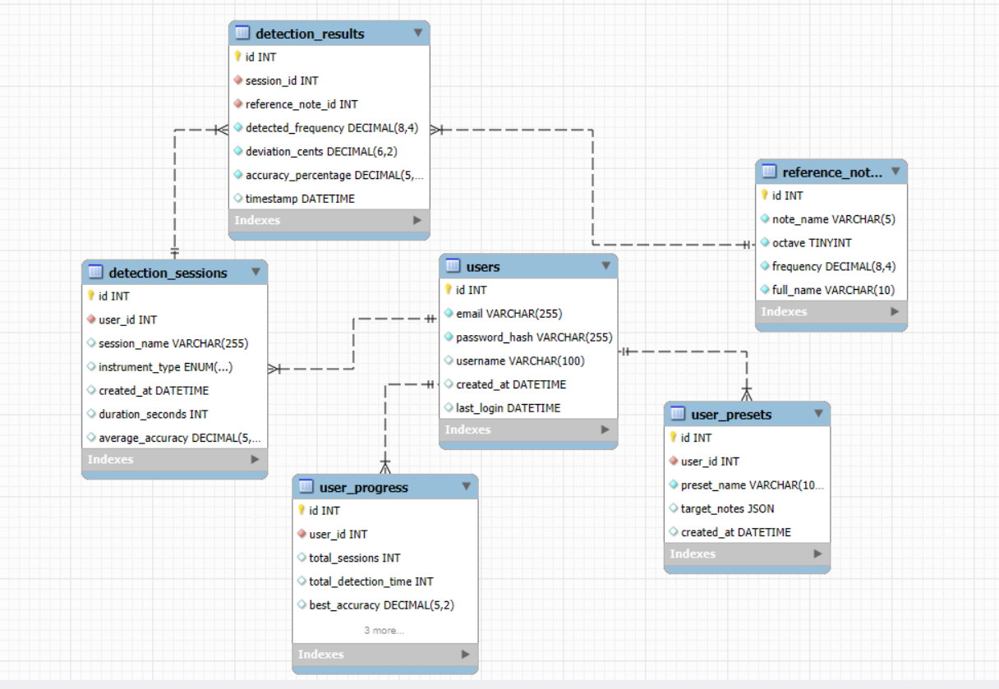 detection_results
id INT
session_id INT
reference_note_id INT
detected_frequency DECIMAL(8,4)
deviation_cents DECIMAL(6,2)
accuracy_percentage DECIMAL(5,...
timestamp DATETIME
Indexes
reference_not...
id INT
note_name VARCHAR(5)
octave TINYINT
frequency DECIMAL(8,4)
full_name VARCHAR(10)
Indexes
detection_sessions
id INT
user_id INT
session_name VARCHAR(255)
instrument_type ENUM(...)
created_at DATETIME
duration_seconds INT
average_accuracy DECIMAL(5,...
Indexes
users
id INT
email VARCHAR(255)
password_hash VARCHAR(255)
username VARCHAR(100)
created_at DATETIME
last_login DATETIME
Indexes
user_presets
id INT
user_id INT
preset_name VARCHAR(10...
target_notes JSON
created_at DATETIME
Indexes
user_progress
id INT
user_id INT
total_sessions INT
total_detection_time INT
best_accuracy DECIMAL(5,2)
3 more...
Indexes